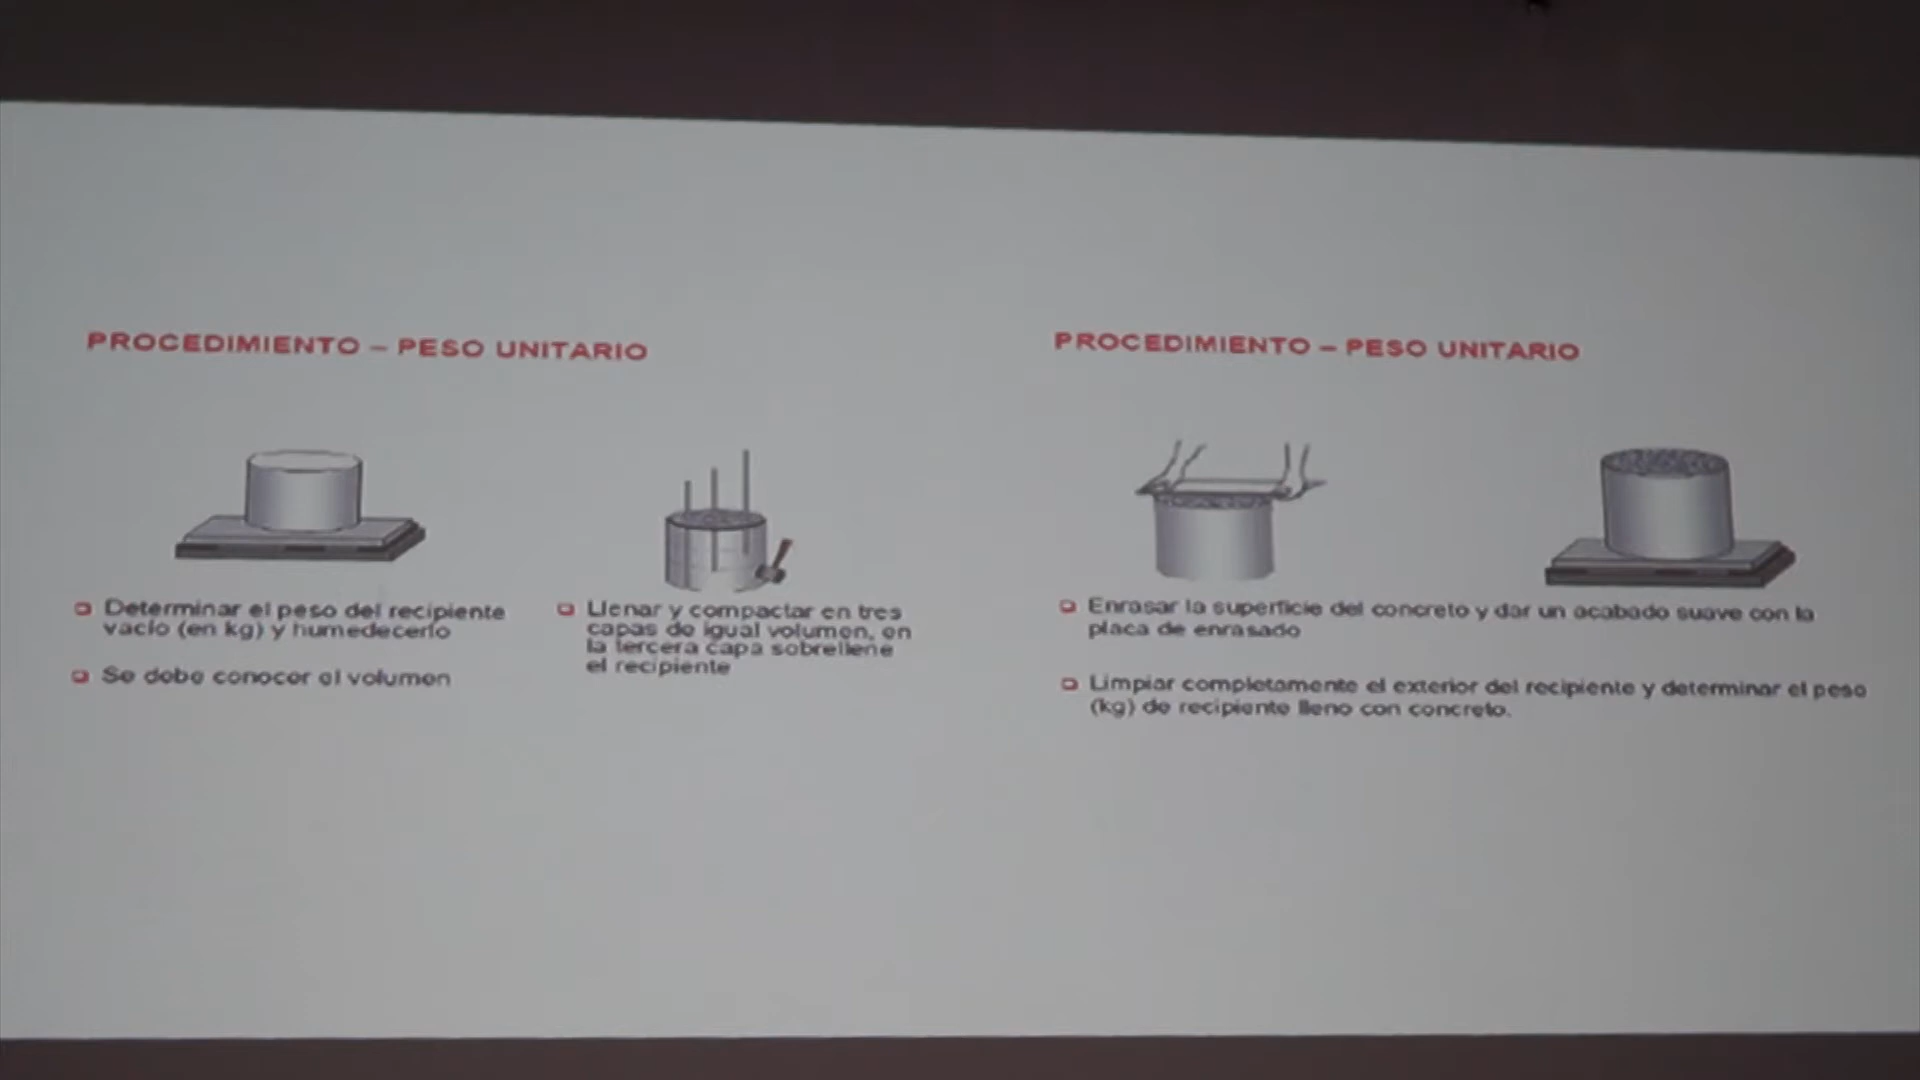 PROCEDIMIENTO – PESO UNITARIO
Determinar el peso del recipiente
vacío (en kg) y humedecerlo
Se debe conocer el volumen
Llenar y compactar en tres
capas de igual volumen, en
la tercera capa sobrellene
el recipiente
PROCEDIMIENTO – PESO UNITARIO
Enrasar la superficie del concreto y dar un acabado suave con la
placa de enrasado
Limpiar completamente el exterior del recipiente y determinar el peso
(kg) de recipiente lleno con concreto.